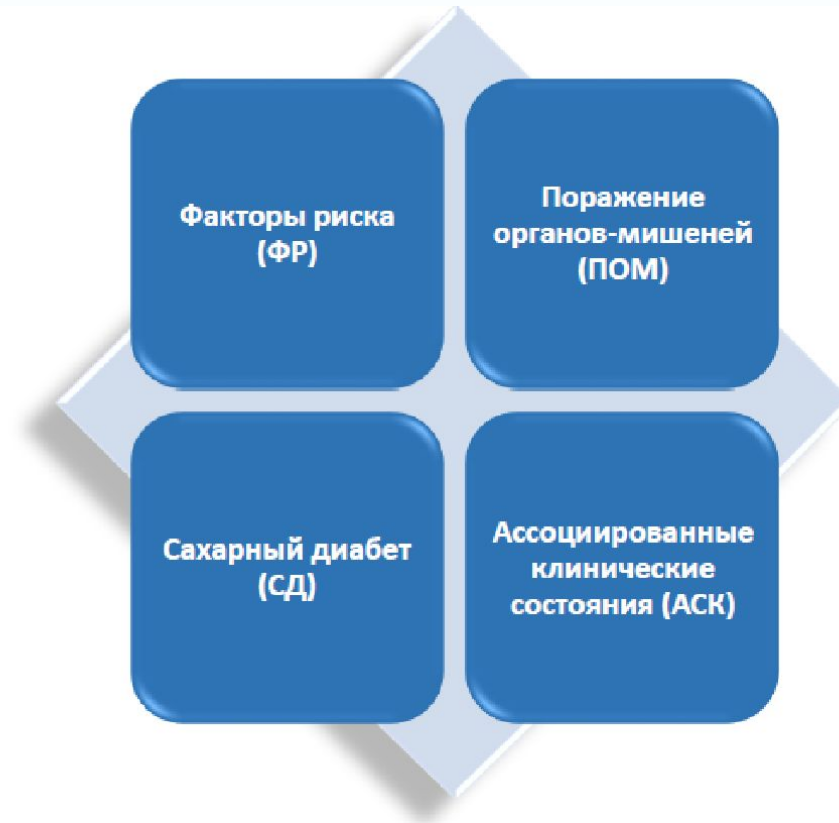 Факторы риска
(ФР)
Поражение
органов-мишеней
(ПОМ)
Сахарный диабет
(СД)
Ассоциированные
клинические
состояния (АСК)